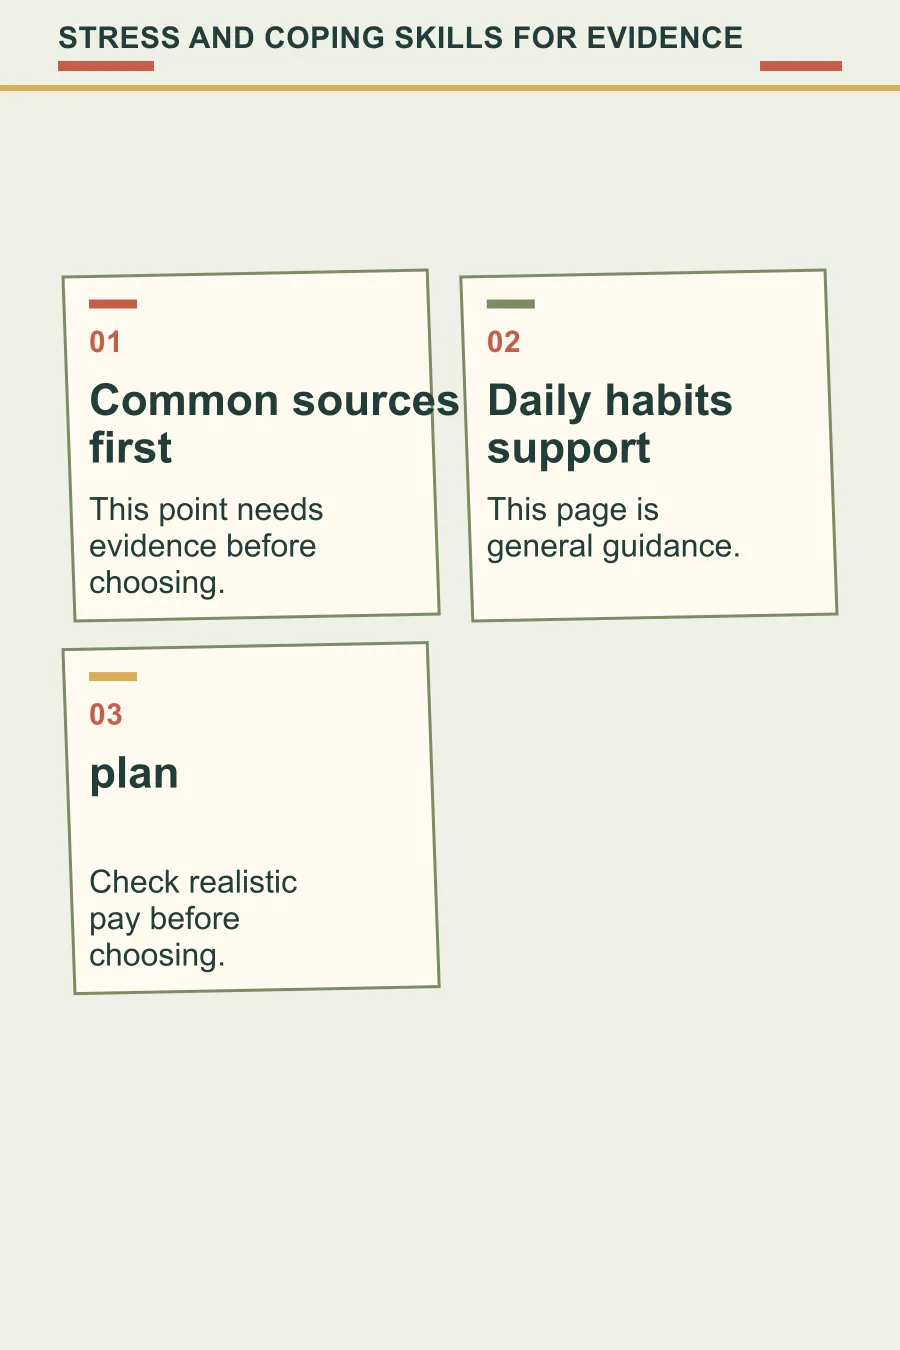 STRESS AND COPING SKILLS FOR EVIDENCE
01
Common sources
first
This point needs
evidence before
choosing.
02
Daily habits
support
This page is
general guidance.
03
plan
Check realistic
pay before
choosing.